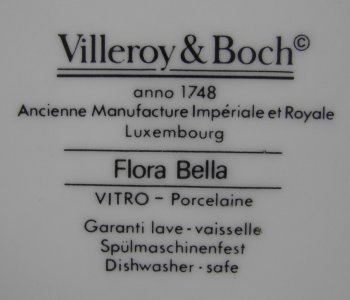 Villeroy & Boch©
anno 1748
Ancienne Manufacture Impériale et Royale
Luxembourg
Flora Bella
VITRO – Porcelaine
Garanti lave - vaisselle
Spülmaschinenfest
Dishwasher - safe